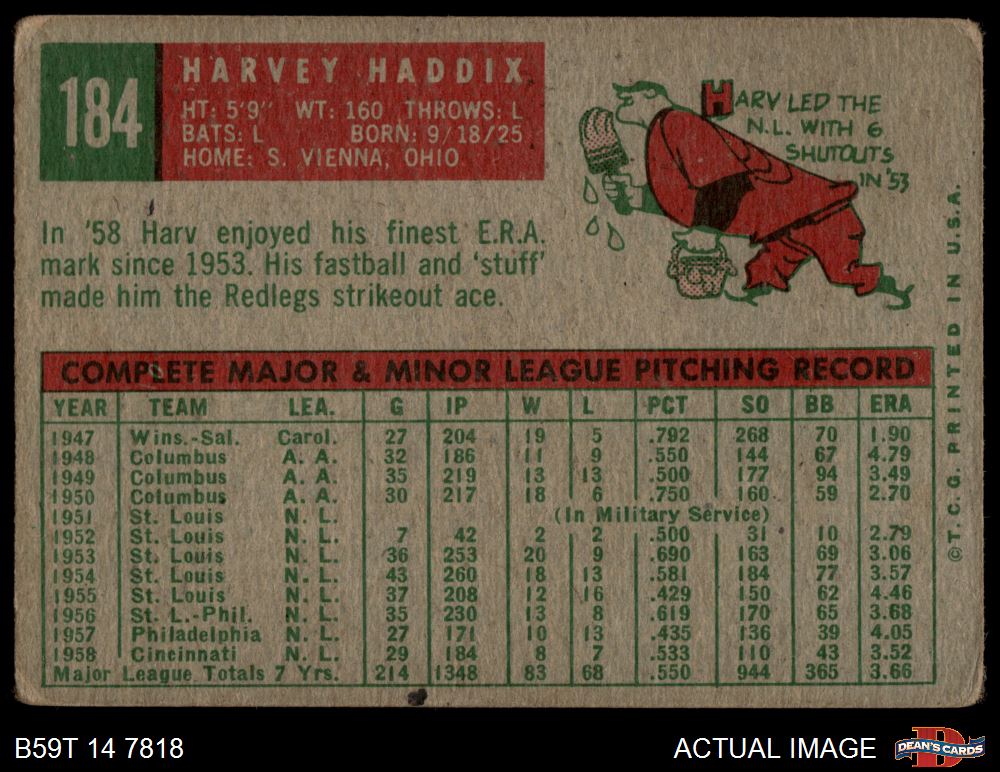 184
HARVEY HADDIX
HT: 5'9" WT: 160 THROWS: L
BATS: L BORN: 9/18/25
HOME: S. VIENNA, OHIO
HARV LED THE
N.L. WITH 6
SHUTOUTS
IN '53
In '58 Harv enjoyed his finest E.R.A.
mark since 1953. His fastball and 'stuff'
made him the Redlegs strikeout ace.
COMPLETE MAJOR & MINOR LEAGUE PITCHING RECORD
YEAR TEAM LEA. G IP W L PCT SO BB ERA
1947 Wins.-Sal. Carol. 27 204 19 5 .792 268 70 1.90
1948 Columbus A. A. 32 186 11 9 .550 144 67 4.79
1949 Columbus A. A. 35 219 13 13 .500 177 94 3.49
1950 Columbus A. A. 30 217 18 6 .750 160 59 2.70
1951 St. Louis N. L. (In Military Service)
1952 St. Louis N. L. 7 42 2 2 .500 31 10 2.79
1953 St. Louis N. L. 36 253 20 9 .690 163 69 3.06
1954 St. Louis N. L. 43 260 18 13 .581 184 77 3.57
1955 St. Louis N. L. 37 208 12 16 .429 150 62 4.46
1956 St. L.-Phil. N. L. 35 230 13 8 .619 170 65 3.68
1957 Philadelphia N. L. 27 171 10 13 .435 136 39 4.05
1958 Cincinnati N. L. 29 184 8 7 .533 110 43 3.52
Major League Totals 7 Yrs. 214 1348 83 68 .550 944 365 3.66
©T.C.G. PRINTED IN U.S.A.
B59T 14 7818
ACTUAL IMAGE
DEAN'S CARDS